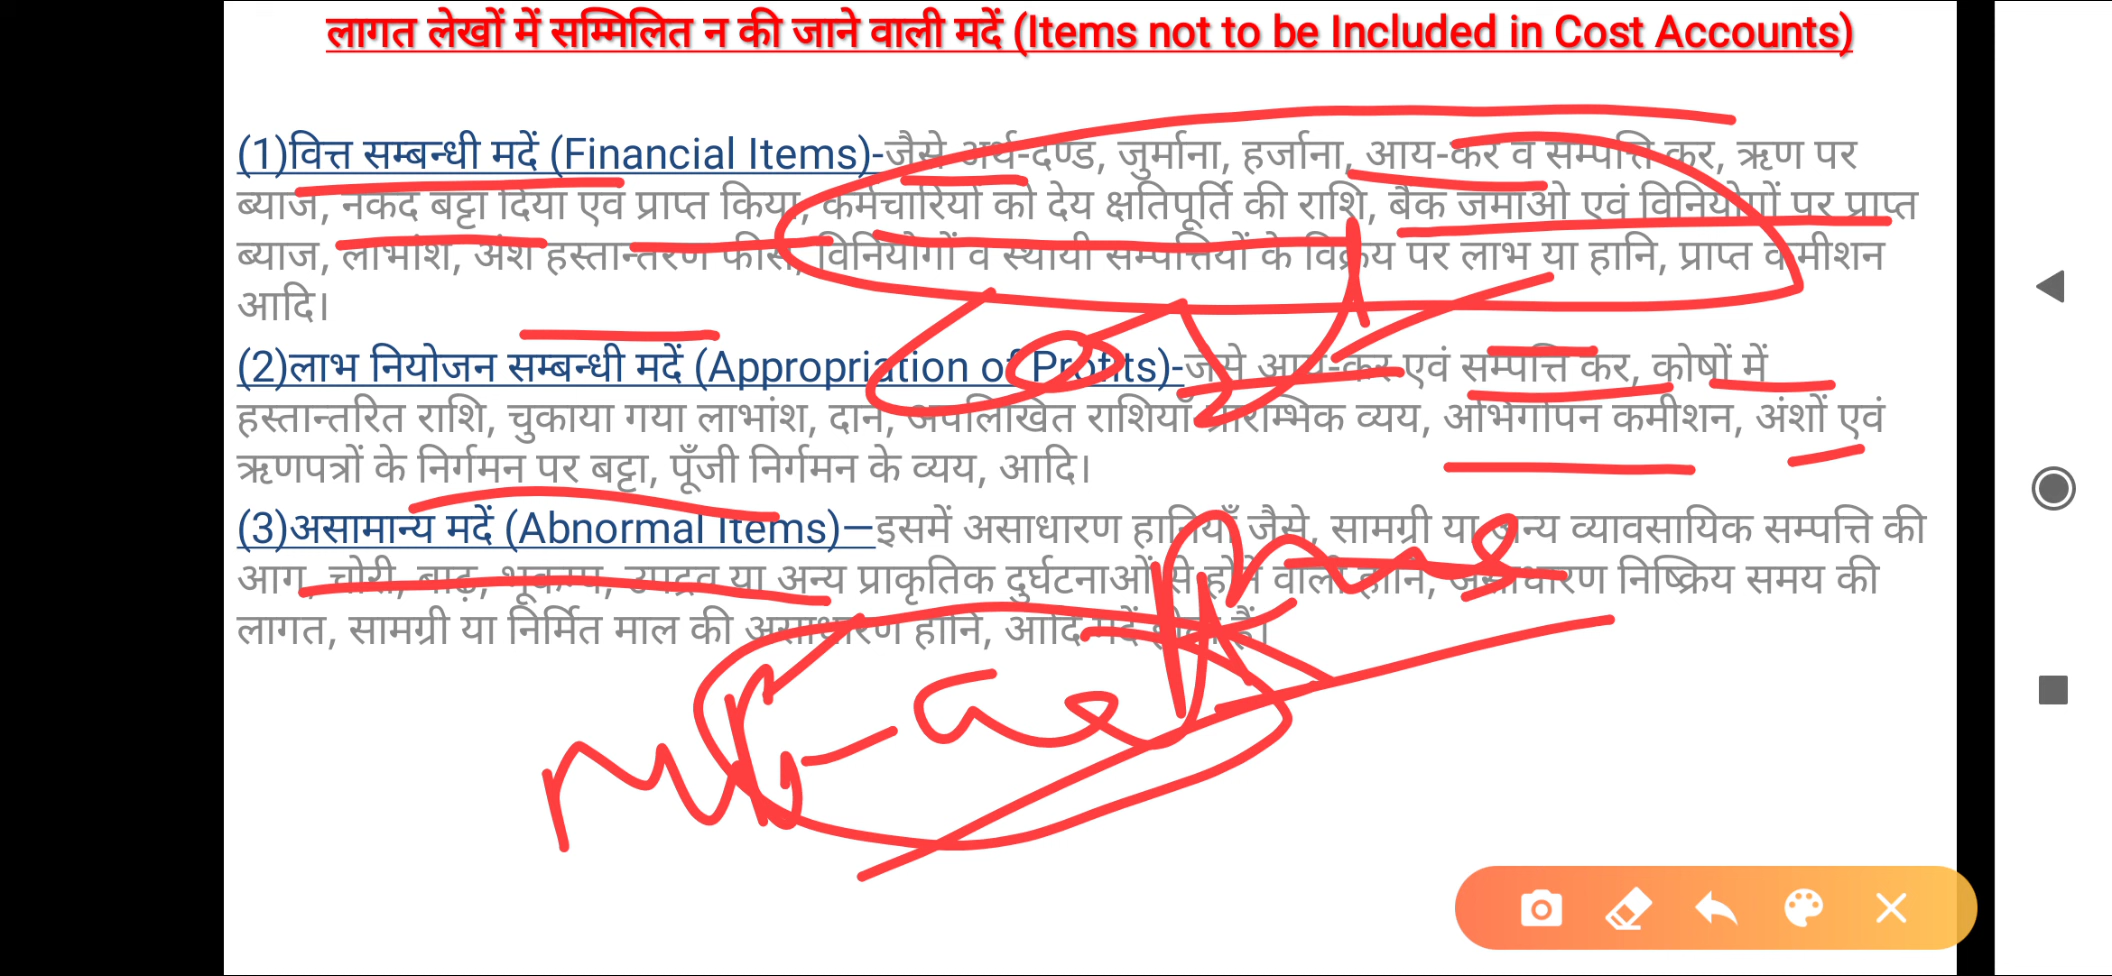 लागत लेखों में सम्मिलित न की जाने वाली मदें (Items not to be Included in Cost Accounts)
(1)वित्त सम्बन्धी मदें (Financial Items)-जैसे अर्थ-दण्ड, जुर्माना, हर्जाना, आय-कर व सम्पत्ति कर, ऋण पर
ब्याज, नकद बट्टा दिया एवं प्राप्त किया, कर्मचारियों को देय क्षतिपूर्ति की राशि, बैंक जमाओं एवं विनियोगों पर प्राप्त
ब्याज, लाभांश, अंश हस्तान्तरण फीस, विनियोगों व स्थायी सम्पत्तियों के विक्रय पर लाभ या हानि, प्राप्त कमीशन
आदि।
(2)लाभ नियोजन सम्बन्धी मदें (Appropriation of Profits)-जैसे आय-कर एवं सम्पत्ति कर, कोषों में
हस्तान्तरित राशि, चुकाया गया लाभांश, दान, अपलिखित राशियाँ प्रारम्भिक व्यय, अभिगोपन कमीशन, अंशों एवं
ऋणपत्रों के निर्गमन पर बट्टा, पूँजी निर्गमन के व्यय, आदि।
(3)असामान्य मदें (Abnormal Items)—इसमें असाधारण हानियाँ जैसे, सामग्री या अन्य व्यावसायिक सम्पत्ति की
आग, चोरी, बाढ़, भूकम्प, उपद्रव या अन्य प्राकृतिक दुर्घटनाओं से होने वाली हानि, असाधारण निष्क्रिय समय की
लागत, सामग्री या निर्मित माल की असाधारण हानि, आदि मदें होती हैं।